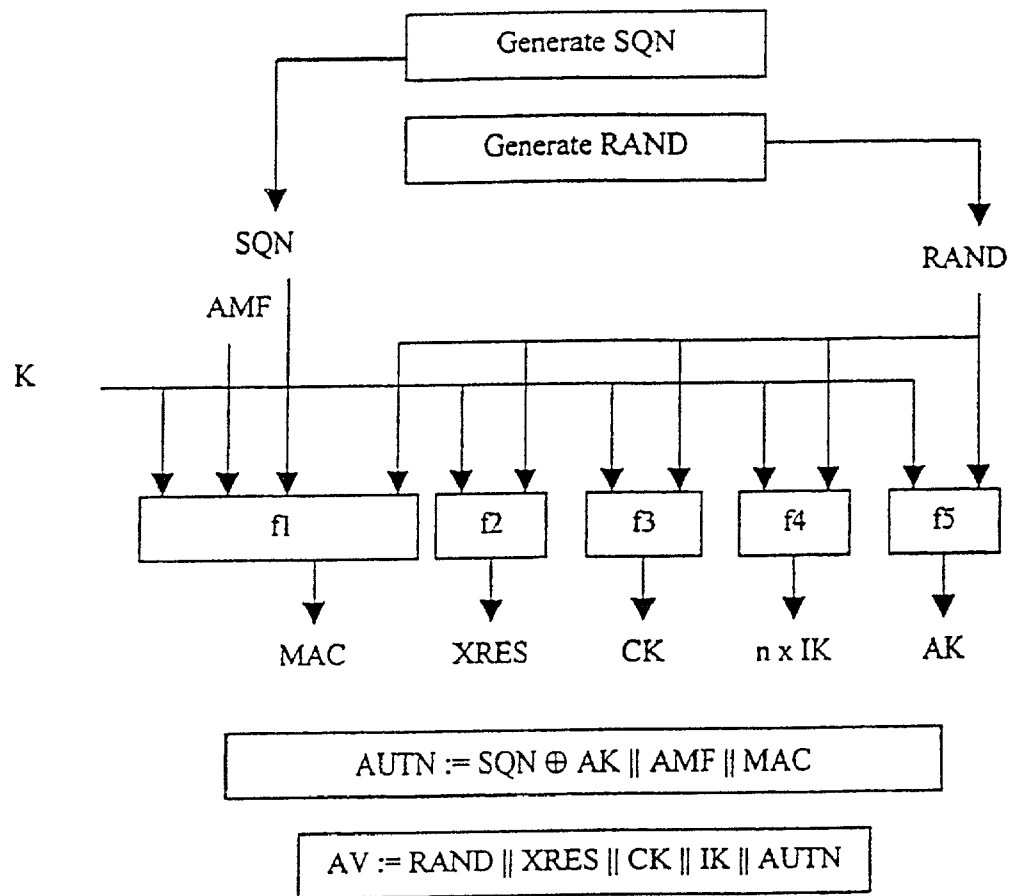 Generate SQN
Generate RAND
SQN
RAND
AMF
K
f1 f2 f3 f4 f5
MAC XRES CK n x IK AK
AUTN := SQN ⊕ AK || AMF || MAC
AV := RAND || XRES || CK || IK || AUTN